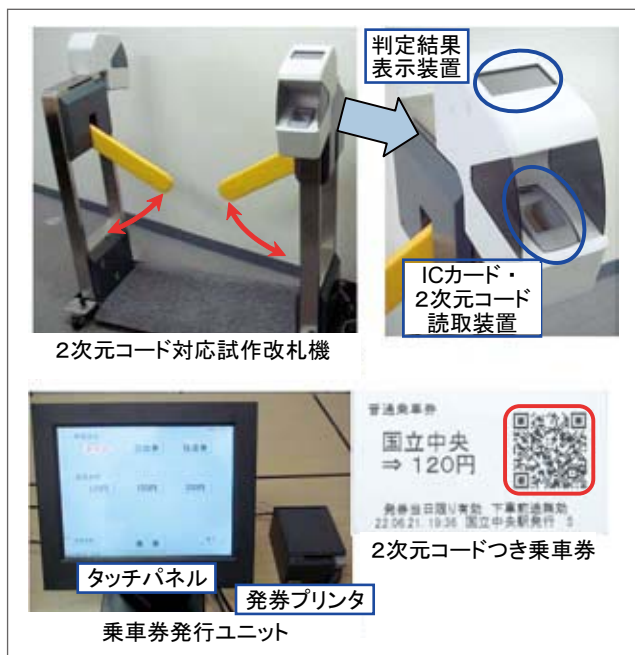 判定結果
表示装置
ICカード・
2次元コード
読取装置
2次元コード対応試作改札機
普通乗車券
国立中央
⇒ 120円
発券当日限り有効 下車前途無効
22.06.21. 19:36 国立中央駅発行
2次元コードつき乗車券
タッチパネル
発券プリンタ
乗車券発行ユニット